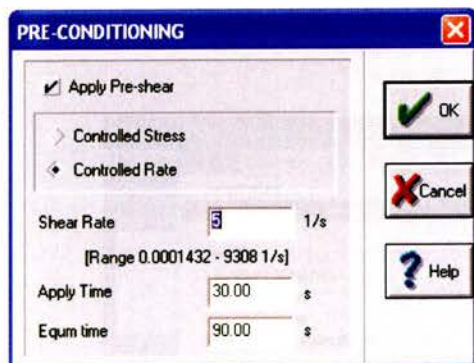 PRE-CONDITIONING
Apply Pre-shear
Controlled Stress
Controlled Rate
Shear Rate 5 1/s
[Range 0.0001432 - 9308 1/s]
Apply Time 30.00 s
Equm time 90.00 s
OK
Cancel
Help